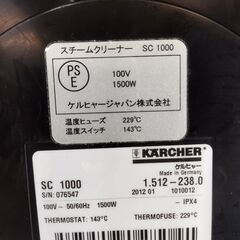 スチームクリーナー SC 1000
PS
E
100V
1500W
ケルヒャージャパン株式会社
温度ヒューズ 229℃
温度スイッチ 143℃
KÄRCHER
ケルヒャー
Made in Germany
SC 1000
1.512-238.0
S/N: 076547
2012 01 1010012
100V~ 50/60Hz 1500W
IPX4
THERMOSTAT: 143°C THERMOFUSE: 229°C